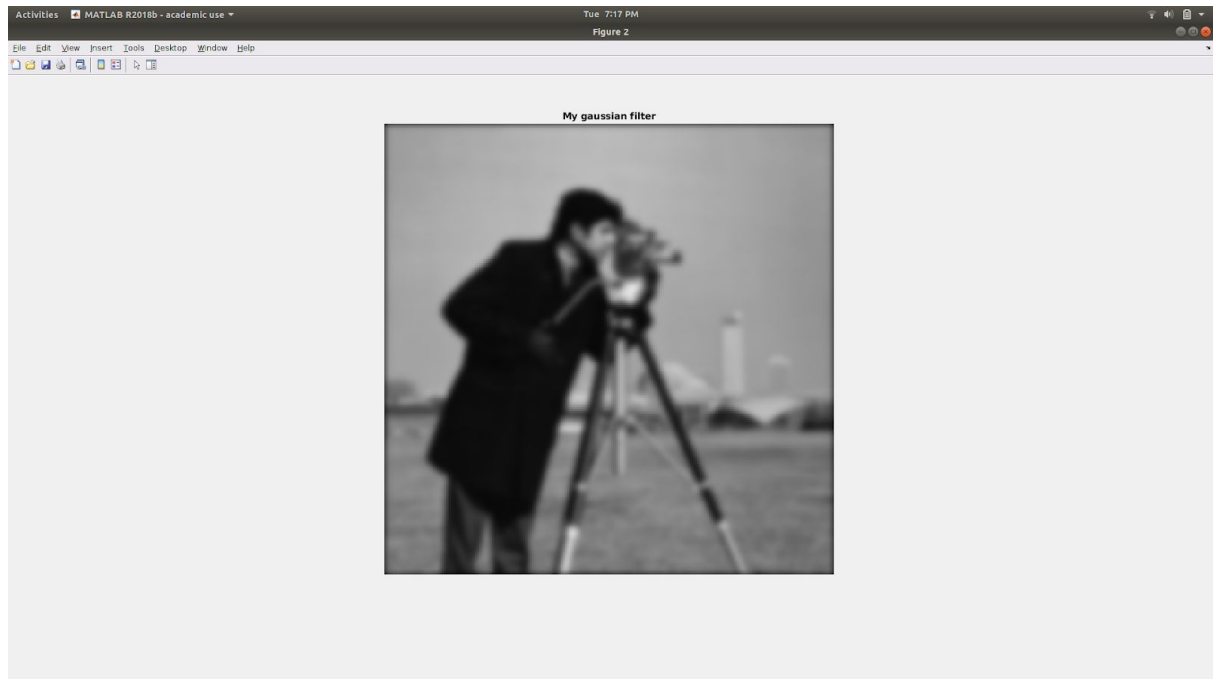 Activities MATLAB R2018b - academic use Tue 7:17 PM
Figure 2
File Edit View Insert Tools Desktop Window Help
My gaussian filter